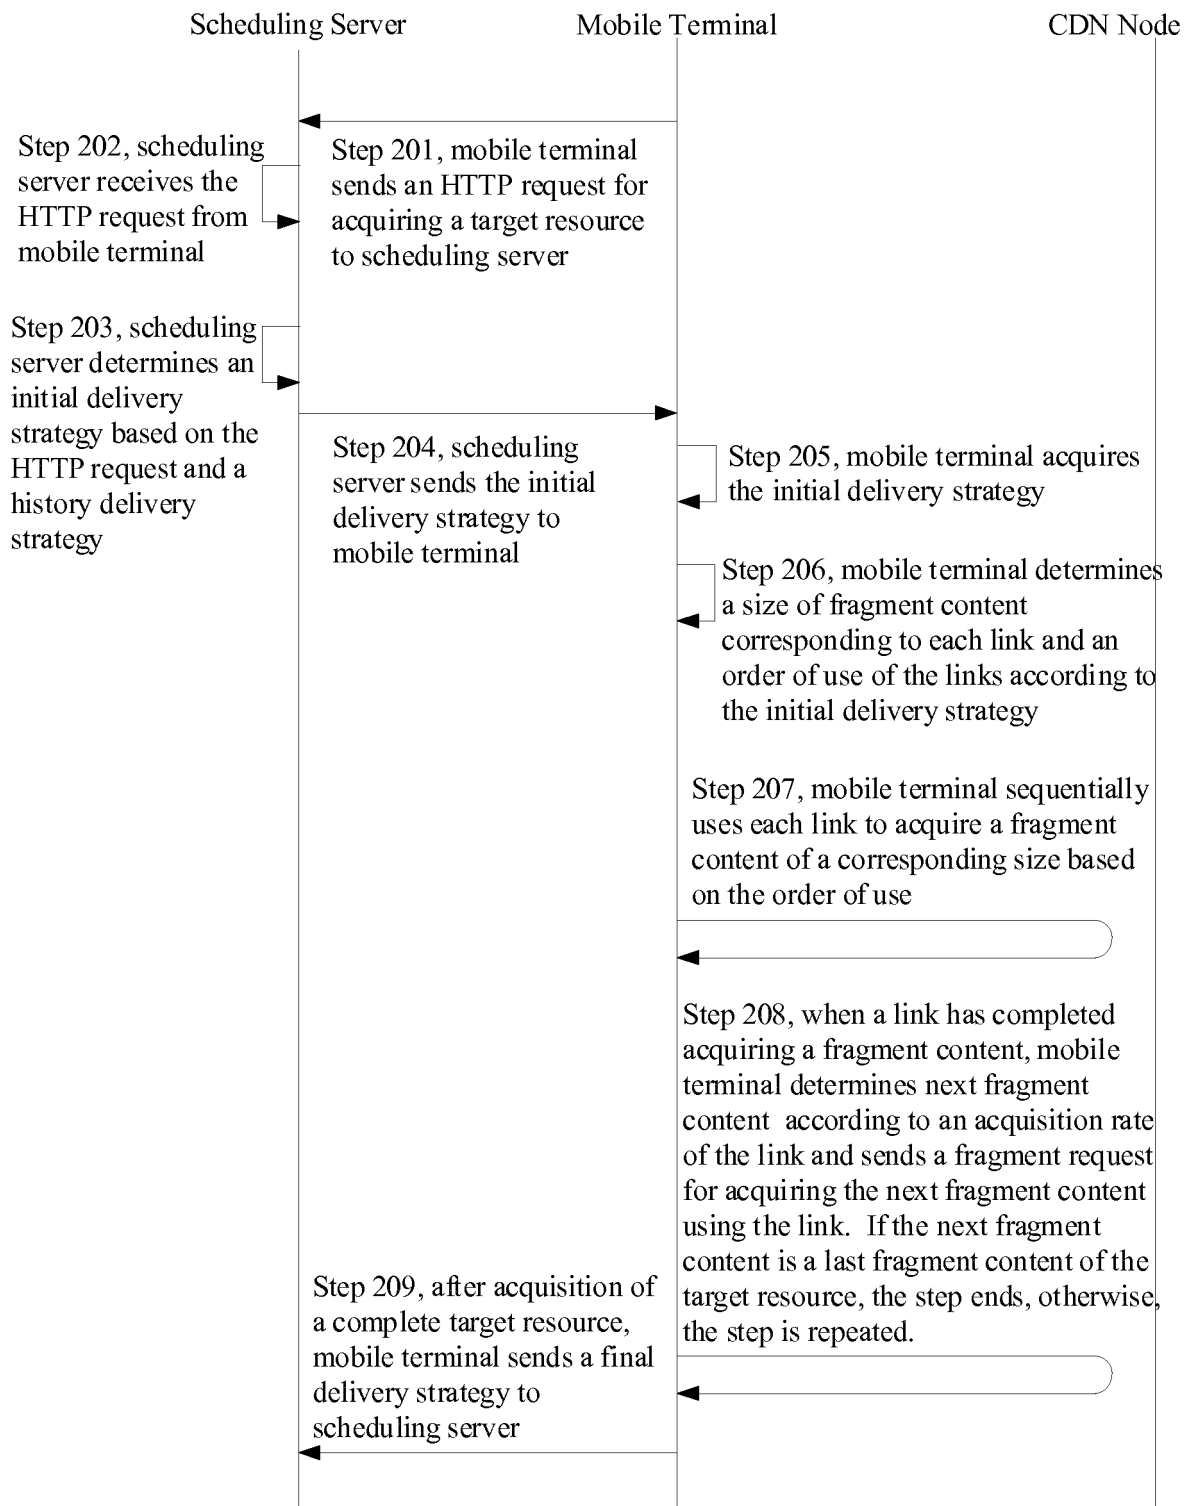 Scheduling Server
Mobile Terminal
CDN Node
Step 201, mobile terminal
sends an HTTP request for
acquiring a target resource
to scheduling server
Step 202, scheduling
server receives the
HTTP request from
mobile terminal
Step 203, scheduling
server determines an
initial delivery
strategy based on the
HTTP request and a
history delivery
strategy
Step 204, scheduling
server sends the initial
delivery strategy to
mobile terminal
Step 205, mobile terminal acquires
the initial delivery strategy
Step 206, mobile terminal determines
a size of fragment content
corresponding to each link and an
order of use of the links according to
the initial delivery strategy
Step 207, mobile terminal sequentially
uses each link to acquire a fragment
content of a corresponding size based
on the order of use
Step 208, when a link has completed
acquiring a fragment content, mobile
terminal determines next fragment
content according to an acquisition rate
of the link and sends a fragment request
for acquiring the next fragment content
using the link. If the next fragment
content is a last fragment content of the
target resource, the step ends, otherwise,
the step is repeated.
Step 209, after acquisition of
a complete target resource,
mobile terminal sends a final
delivery strategy to
scheduling server